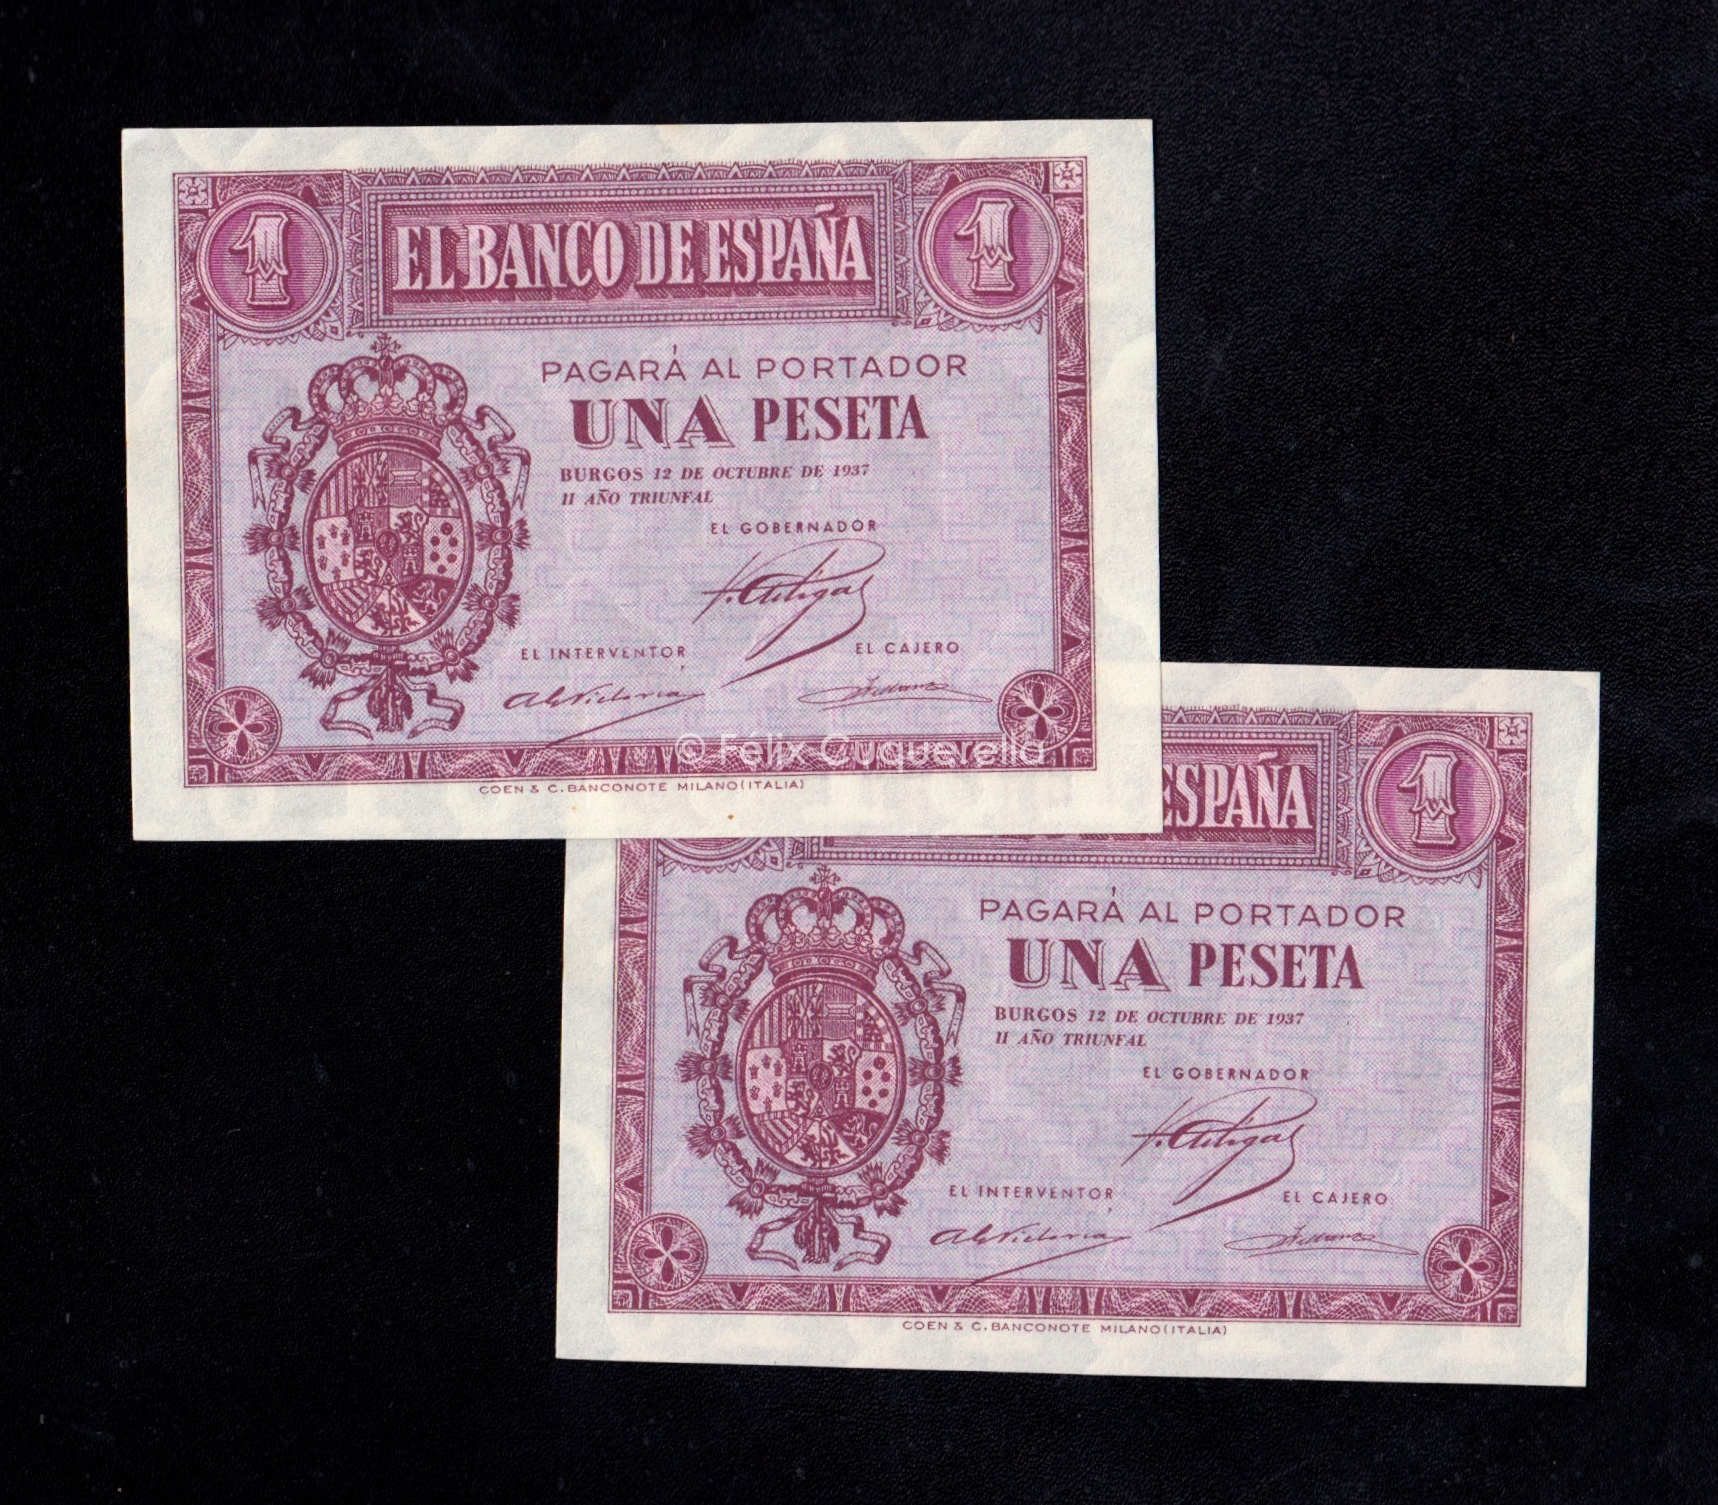 1 EL BANCO DE ESPAÑA 1
PAGARÁ AL PORTADOR
UNA PESETA
BURGOS 12 DE OCTUBRE DE 1937
II AÑO TRIUNFAL
EL GOBERNADOR
EL INTERVENTOR EL CAJERO
© Félix Cuquerella
COEN & C. BANCONOTE MILANO (ITALIA)
ESPAÑA 1
PAGARÁ AL PORTADOR
UNA PESETA
BURGOS 12 DE OCTUBRE DE 1937
II AÑO TRIUNFAL
EL GOBERNADOR
EL INTERVENTOR EL CAJERO
COEN & C. BANCONOTE MILANO (ITALIA)